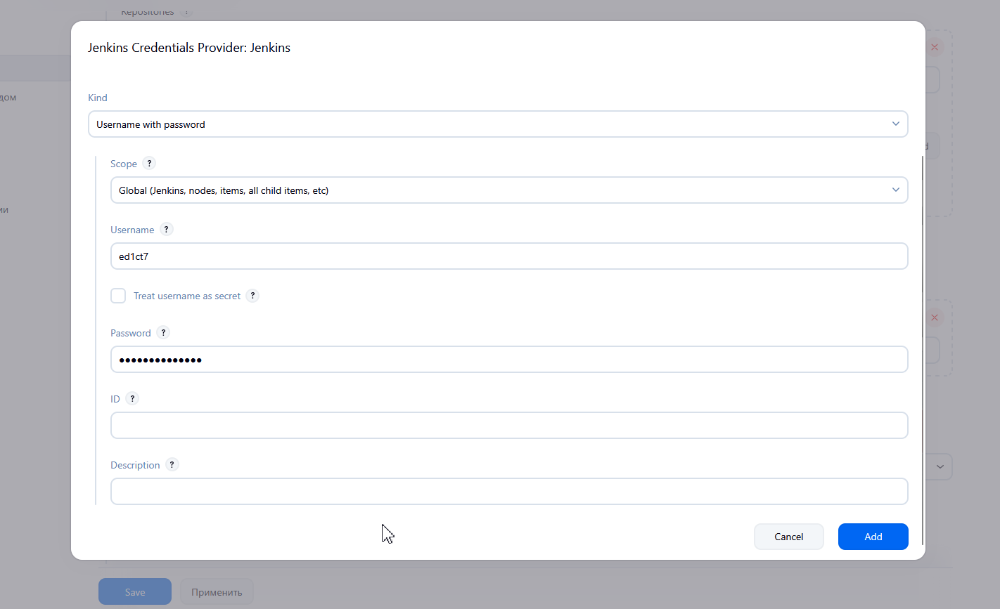 Repositories ?
Jenkins Credentials Provider: Jenkins
Kind
Username with password
Scope ?
Global (Jenkins, nodes, items, all child items, etc)
Username ?
ed1ct7
Treat username as secret ?
Password ?
••••••••••••••
ID ?
Description ?
Cancel
Add
дом
ии
d
Save
Применить